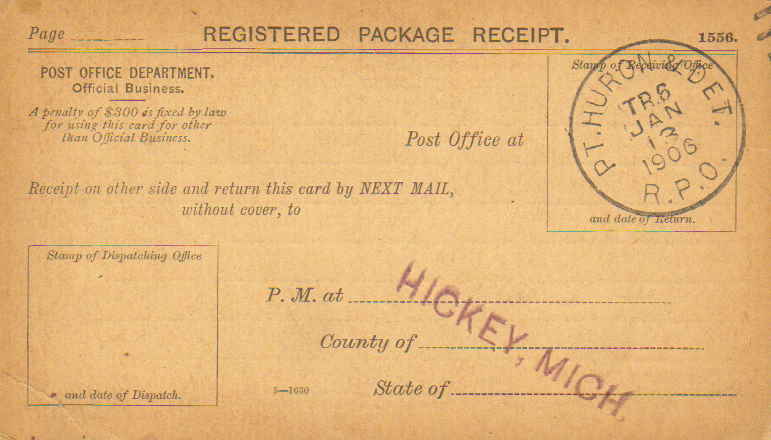 Page
REGISTERED PACKAGE RECEIPT.
1556.
POST OFFICE DEPARTMENT.
Official Business.
A penalty of $300 is fixed by law
for using this card for other
than Official Business.
Stamp of Receiving Office
PT. HURON & DET.
TR.6
JAN
13
1906
R.P.O.
and date of Return.
Post Office at
Receipt on other side and return this card by NEXT MAIL,
without cover, to
Stamp of Dispatching Office
and date of Dispatch.
P. M. at
County of
State of
HICKEY, MICH.
5—1630